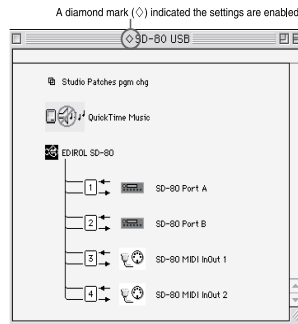 A diamond mark (◇) indicated the settings are enabled
◇SD-80 USB
Studio Patches pgm chg
QuickTime Music
EDIROL SD-80
1 SD-80 Port A
2 SD-80 Port B
3 SD-80 MIDI InOut 1
4 SD-80 MIDI InOut 2